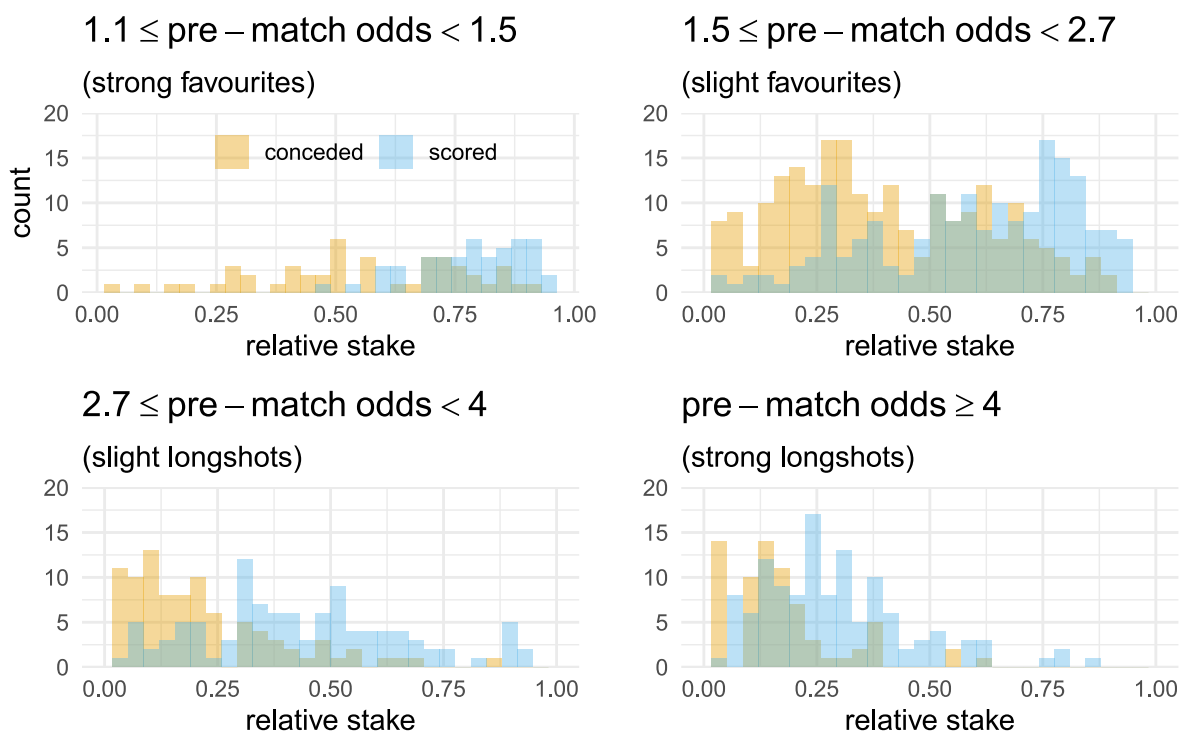 1.1 ≤ pre – match odds < 1.5
(strong favourites)
20
15
10
5
0
count
conceded
scored
0.00 0.25 0.50 0.75 1.00
relative stake
1.5 ≤ pre – match odds < 2.7
(slight favourites)
20
15
10
5
0
0.00 0.25 0.50 0.75 1.00
relative stake
2.7 ≤ pre – match odds < 4
(slight longshots)
20
15
10
5
0
0.00 0.25 0.50 0.75 1.00
relative stake
pre – match odds ≥ 4
(strong longshots)
20
15
10
5
0
0.00 0.25 0.50 0.75 1.00
relative stake